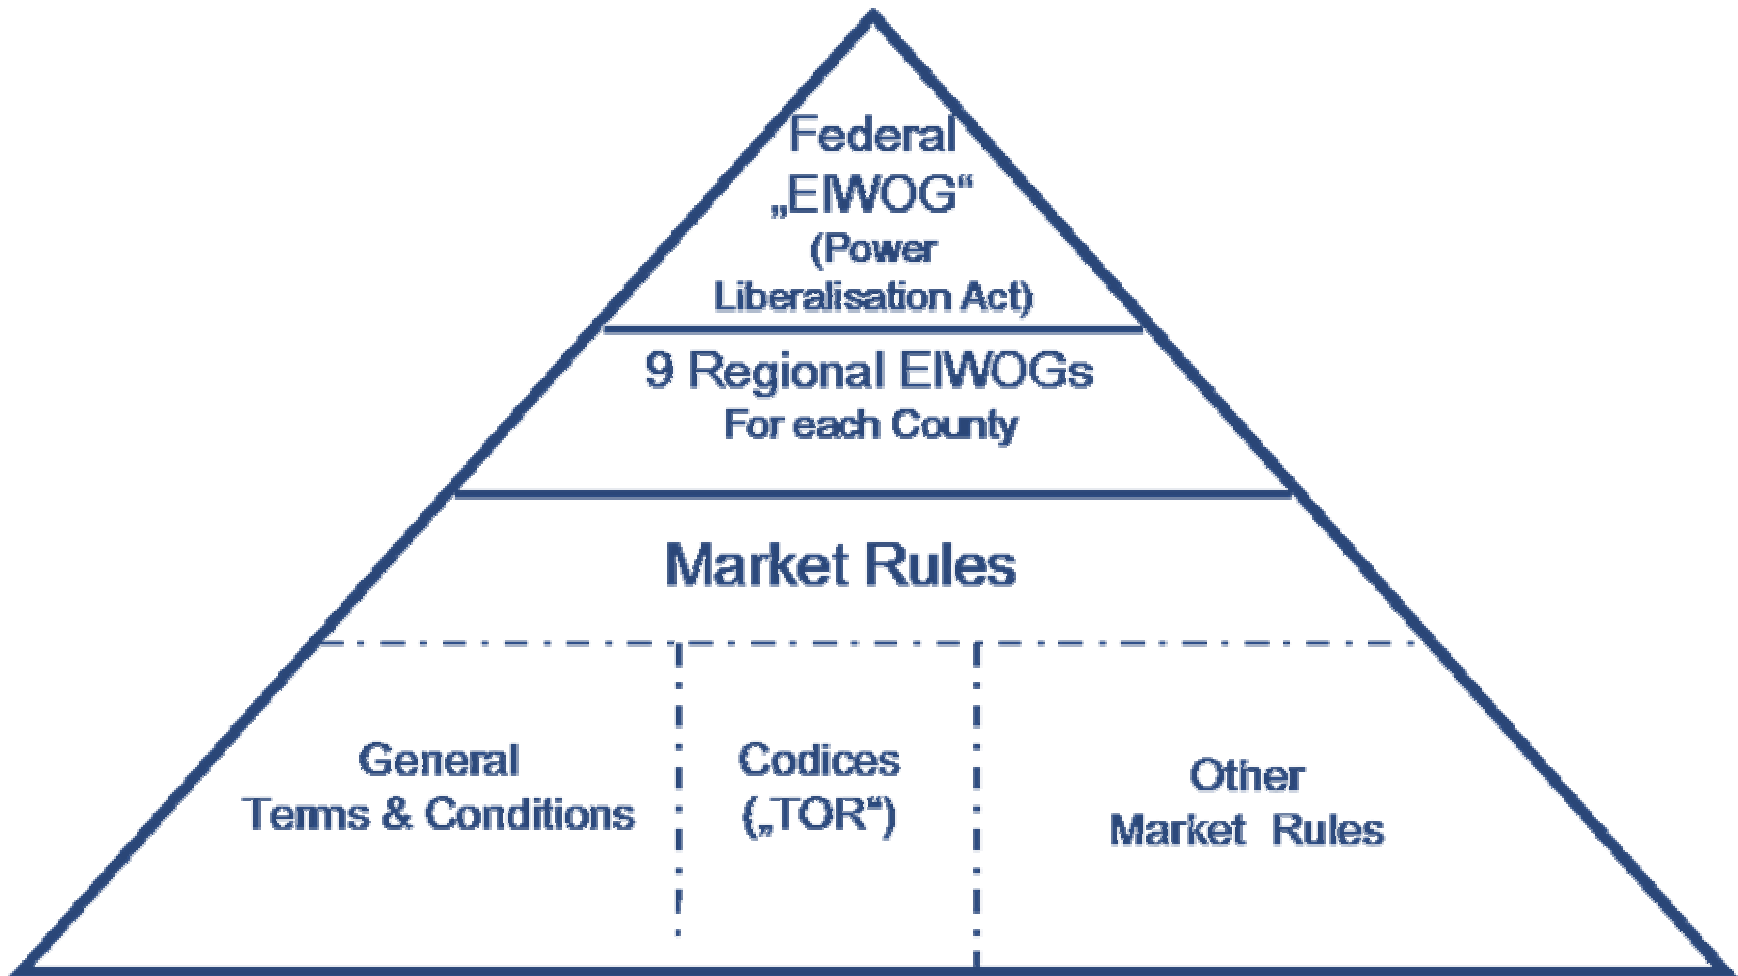 Federal
„ElWOG“
(Power
Liberalisation Act)
9 Regional ElWOGs
For each County
Market Rules
General
Terms & Conditions
Codices
(„TOR“)
Other
Market Rules